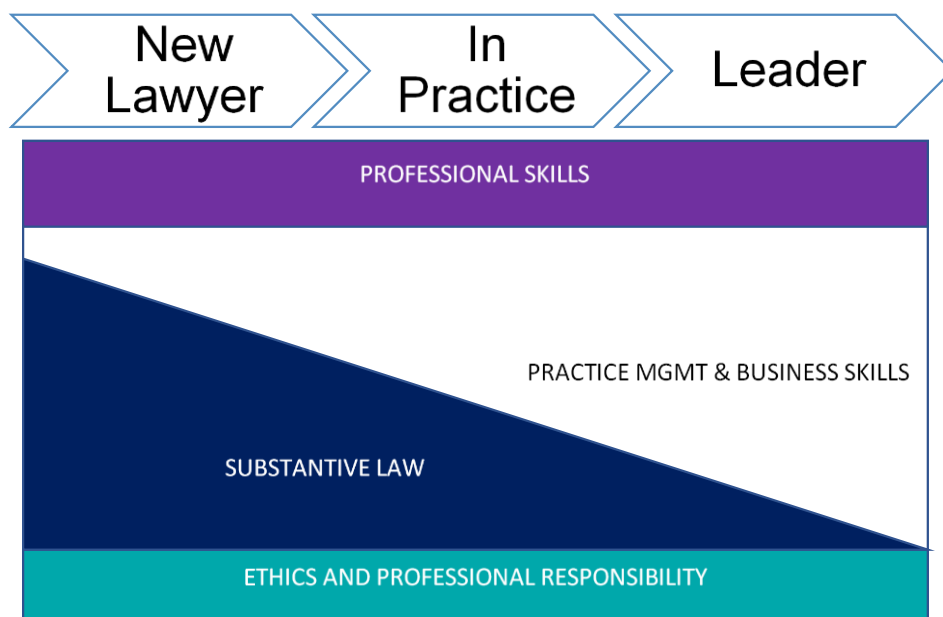 New
Lawyer
In
Practice
Leader
PROFESSIONAL SKILLS
PRACTICE MGMT & BUSINESS SKILLS
SUBSTANTIVE LAW
ETHICS AND PROFESSIONAL RESPONSIBILITY